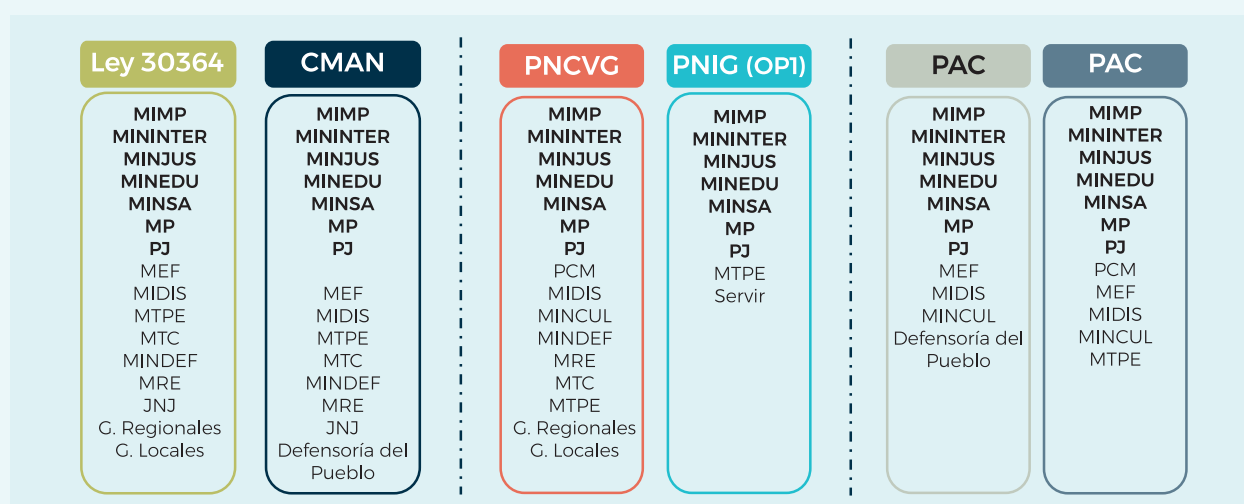 Ley 30364
MIMP
MININTER
MINJUS
MINEDU
MINSA
MP
PJ
MEF
MIDIS
MTPE
MTC
MINDEF
MRE
JNJ
G. Regionales
G. Locales
CMAN
MIMP
MININTER
MINJUS
MINEDU
MINSA
MP
PJ
MEF
MIDIS
MTPE
MTC
MINDEF
MRE
JNJ
Defensoría del
Pueblo
PNCVG
MIMP
MININTER
MINJUS
MINEDU
MINSA
MP
PJ
PCM
MIDIS
MINCUL
MINDEF
MRE
MTC
MTPE
G. Regionales
G. Locales
PNIG (OP1)
MIMP
MININTER
MINJUS
MINEDU
MINSA
MP
PJ
MTPE
Servir
PAC
MIMP
MININTER
MINJUS
MINEDU
MINSA
MP
PJ
MEF
MIDIS
MINCUL
Defensoría del
Pueblo
PAC
MIMP
MININTER
MINJUS
MINEDU
MINSA
MP
PJ
PCM
MEF
MIDIS
MINCUL
MTPE